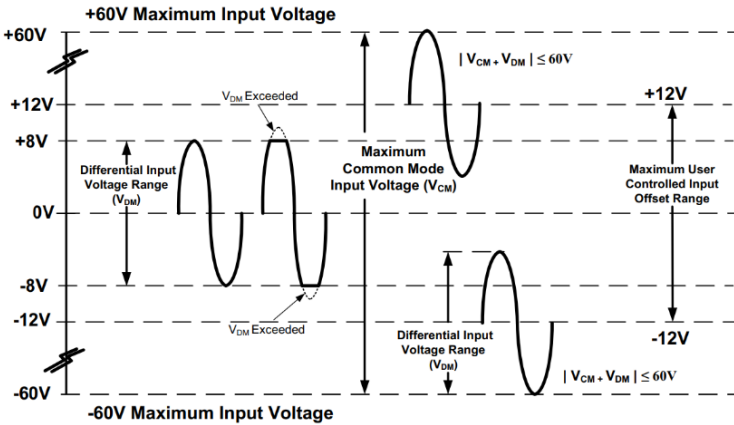 +60V Maximum Input Voltage
+60V
| VCM + VDM | ≤ 60V
+12V
VDM Exceeded
+12V
+8V
Differential Input
Voltage Range
(VDM)
Maximum
Common Mode
Input Voltage (VCM)
Maximum User
Controlled Input
Offset Range
0V
-8V
-12V
VDM Exceeded
Differential Input
Voltage Range
(VDM)
-12V
| VCM + VDM | ≤ 60V
-60V
-60V Maximum Input Voltage